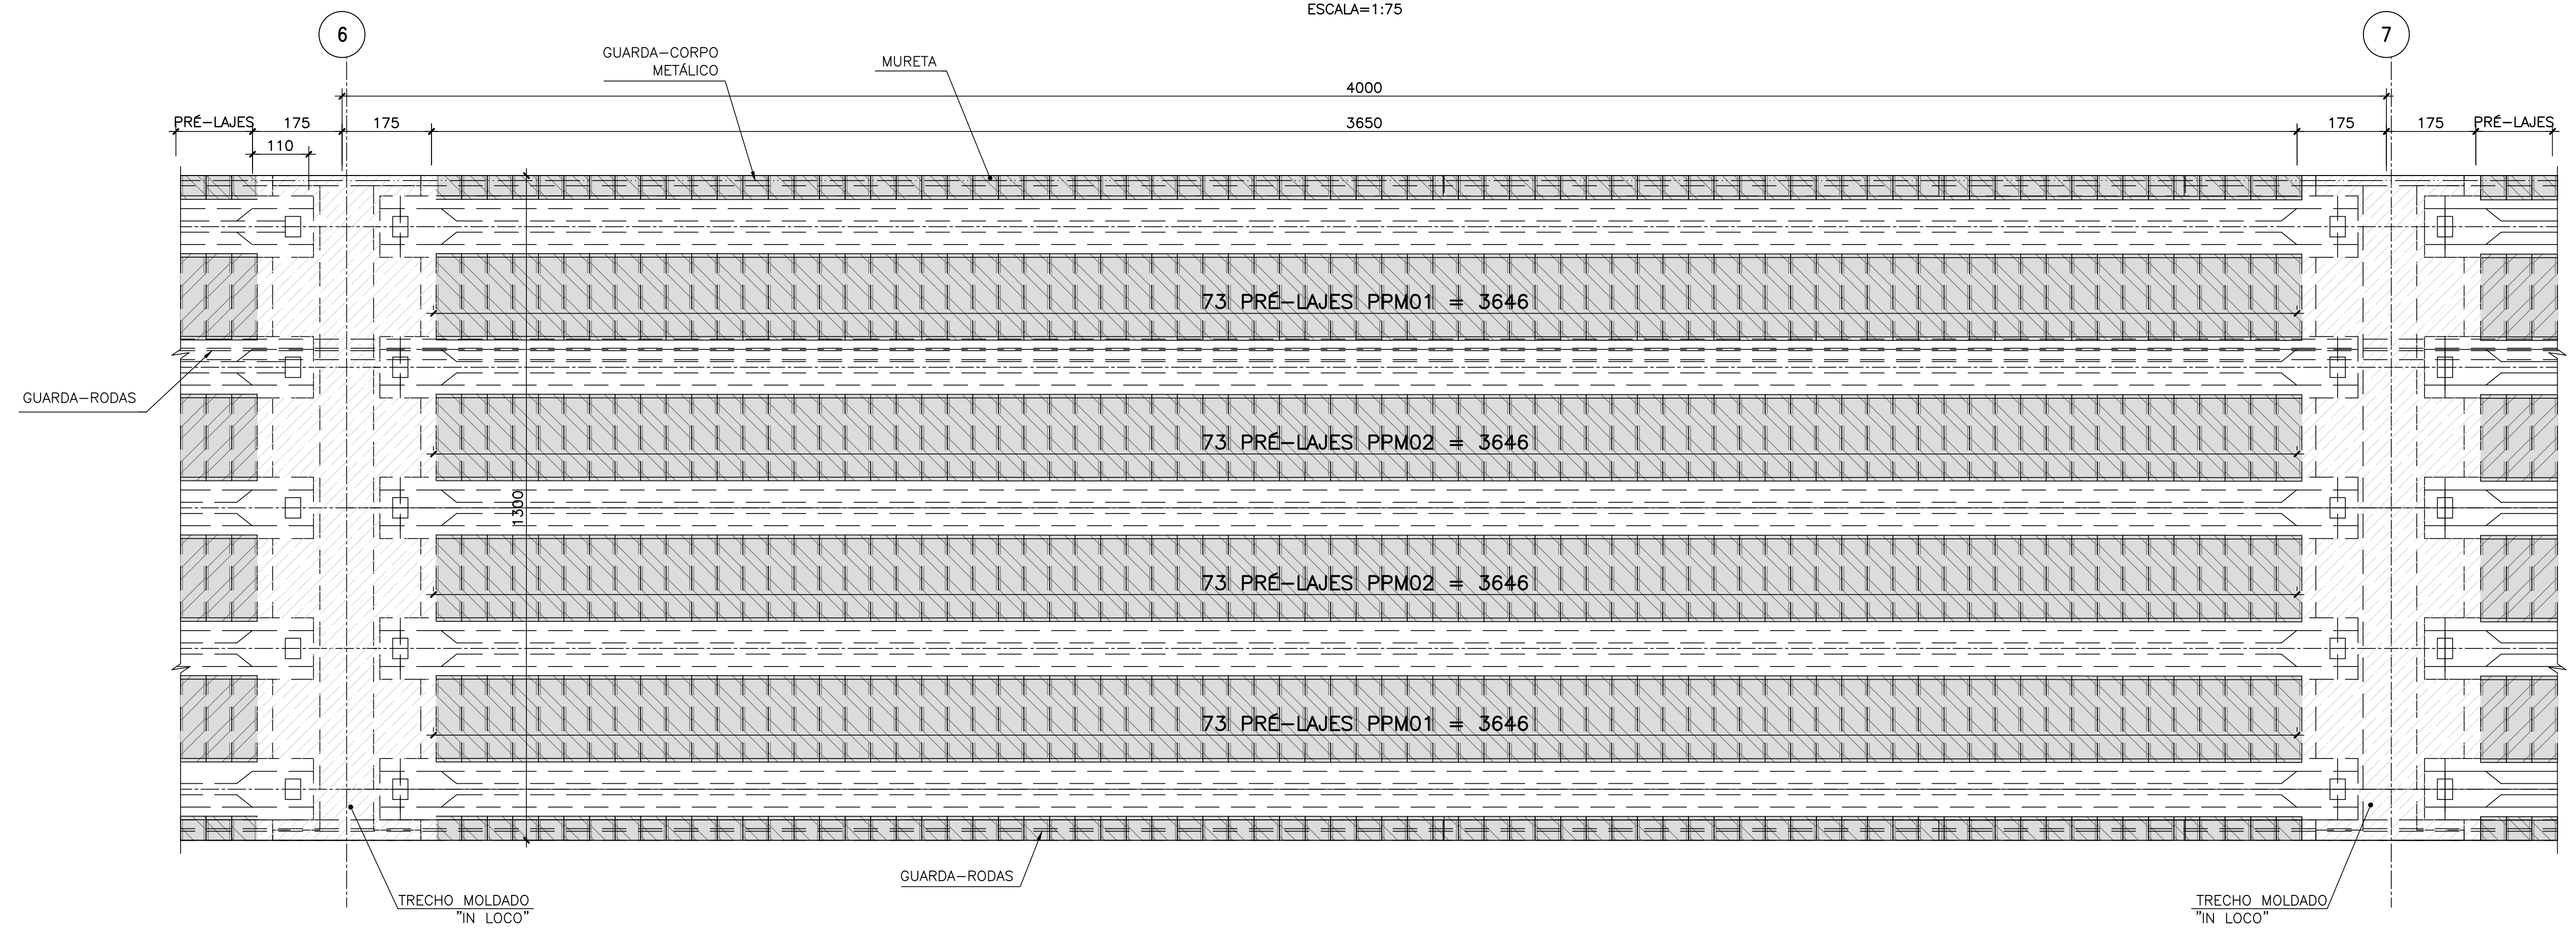 ESCALA=1:75
6
7
GUARDA-CORPO
METÁLICO
MURETA
4000
PRÉ-LAJES
175
175
3650
175
175
PRÉ-LAJES
110
73 PRÉ-LAJES PPM01 = 3646
GUARDA-RODAS
73 PRÉ-LAJES PPM02 = 3646
1300
73 PRÉ-LAJES PPM02 = 3646
73 PRÉ-LAJES PPM01 = 3646
GUARDA-RODAS
TRECHO MOLDADO
"IN LOCO"
TRECHO MOLDADO
"IN LOCO"